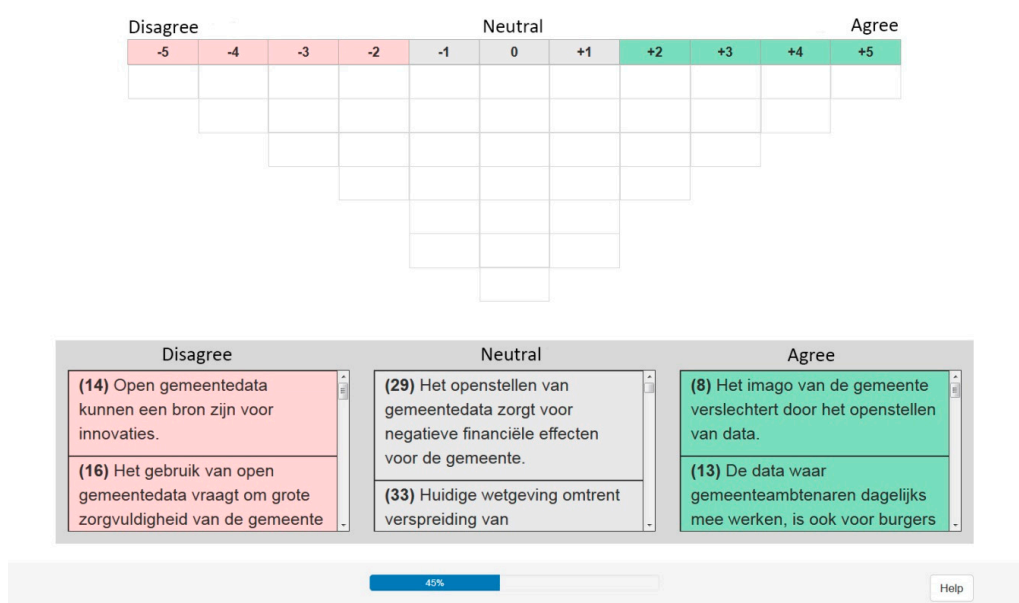 Disagree Neutral Agree
-5 -4 -3 -2 -1 0 +1 +2 +3 +4 +5
Disagree
(14) Open gemeentedata
kunnen een bron zijn voor
innovaties.
(16) Het gebruik van open
gemeentedata vraagt om grote
zorgvuldigheid van de gemeente
Neutral
(29) Het openstellen van
gemeentedata zorgt voor
negatieve financiële effecten
voor de gemeente.
(33) Huidige wetgeving omtrent
verspreiding van
Agree
(8) Het imago van de gemeente
verslechtert door het openstellen
van data.
(13) De data waar
gemeenteambtenaren dagelijks
mee werken, is ook voor burgers
45%
Help